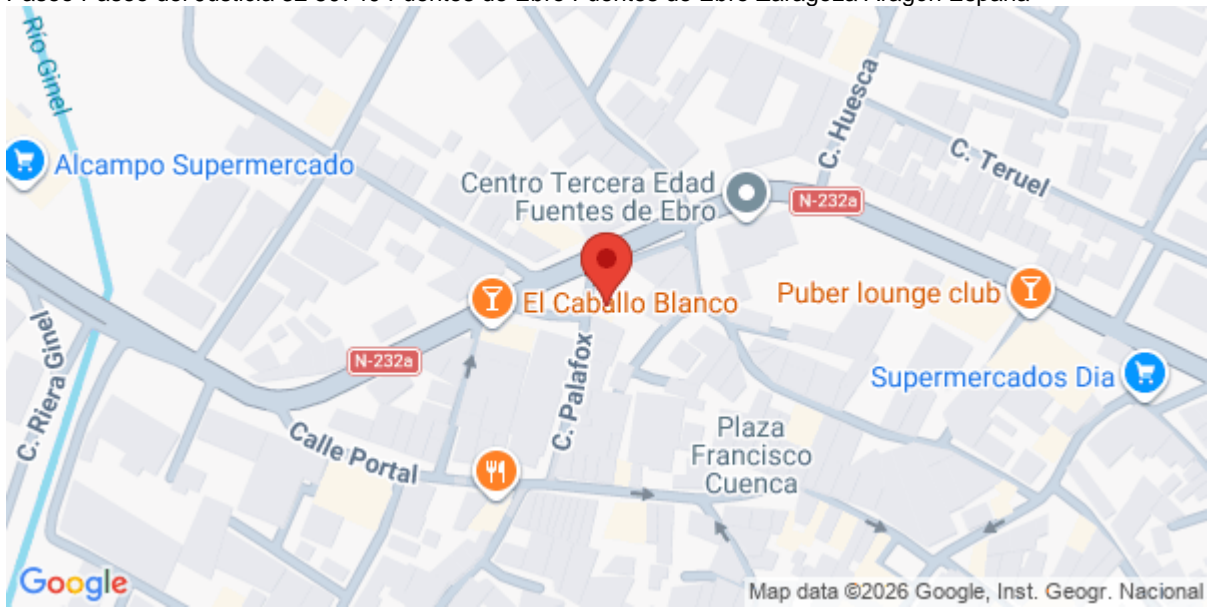 Río Ginel
Alcampo Supermercado
Centro Tercera Edad
Fuentes de Ebro
N-232a
C. Huesca
C. Teruel
El Caballo Blanco
Puber lounge club
N-232a
C. Riera Ginel
C. Palafox
Supermercados Dia
Calle Portal
Plaza
Francisco
Cuenca
Google
Map data ©2026 Google, Inst. Geogr. Nacional